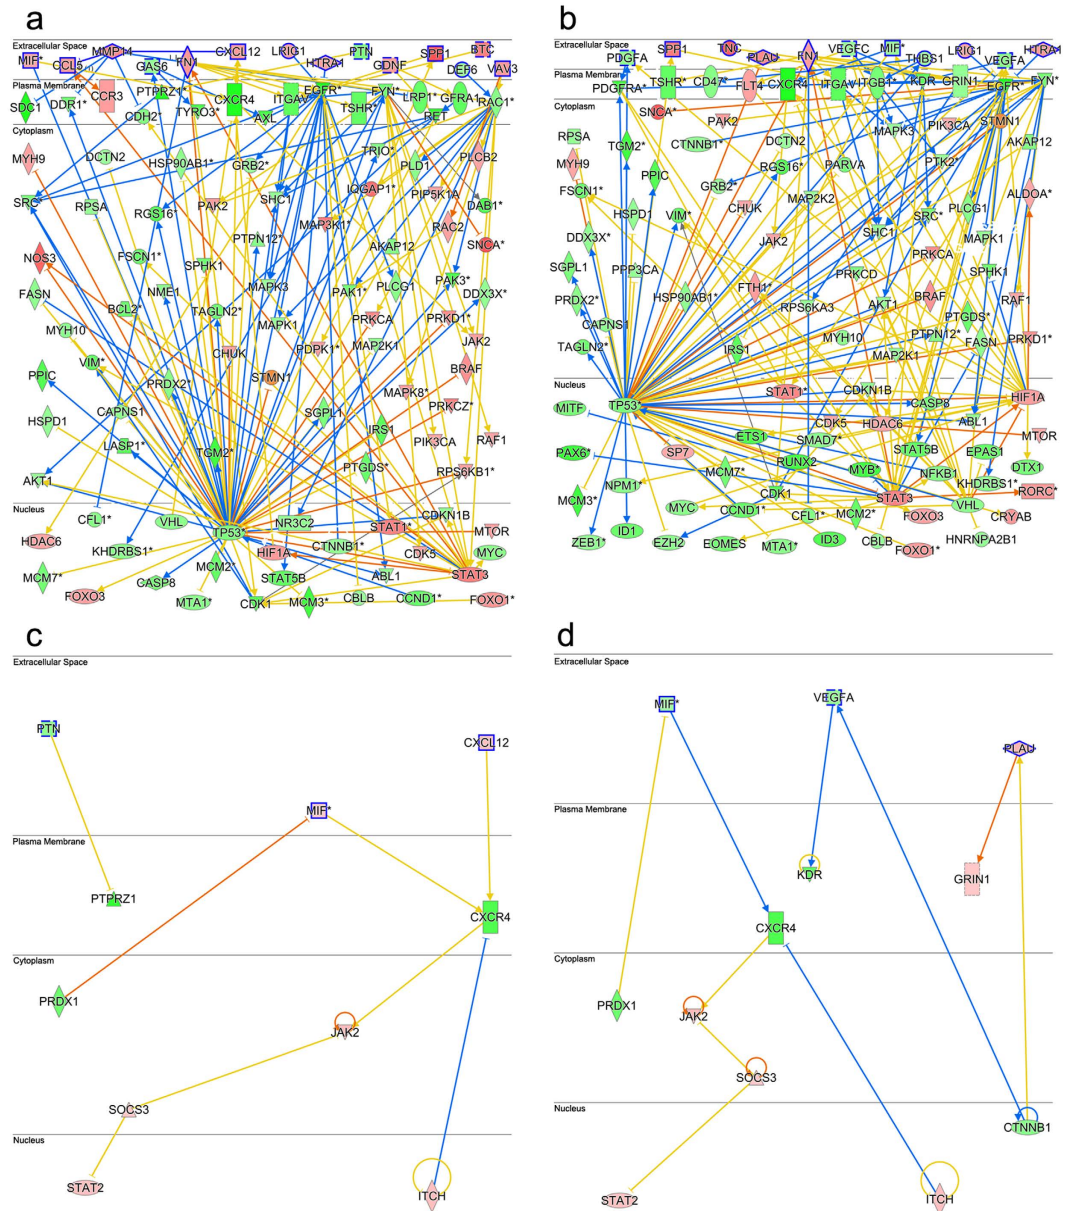 a
Extracellular Space
MIF*
CCL5
MMP14
GAS6
FN1
CXCL12
LRIG1
HTRA1
PTN
GDNF
SPP1
DEF6
BTC
VAV3
Plasma Membrane
SDC1
DDR1*
CCR3
CDH2*
PTPRZ1*
TYRO3*
CXCR4
AXL
ITGAV
EGFR*
TSHR*
FYN*
LRP1*
RET
GFRA1
RAC1*
Cytoplasm
MYH9
DCTN2
HSP90AB1*
GRB2*
TRIO*
PLD1
PLCB2
SRC*
RPSA
RGS16*
PAK2
SHC1
IQGAP1*
PIP5K1A
DAB1*
MAP3K1*
RAC2
NOS3
FSCN1*
SPHK1
PTPN12*
AKAP12
SNCA*
FASN
NME1
MAPK3
PAK1*
PLCG1
PAK3*
DDX3X*
BCL2*
TAGLN2*
MYH10
MAPK1
PRKCA
PRKD1*
VIM*
CHUK
PDPK1*
MAP2K1
JAK2
PPIC
PRDX2*
STMN1
BRAF
MAPK8*
PRKCZ*
HSPD1
CAPNS1
SGPL1
IRS1
LASP1*
TGM2*
PIK3CA
RAF1
AKT1
PTGDS*
RPS6KB1*
Nucleus
CFL1*
VHL
TP53*
NR3C2
STAT1*
CDKN1B
MTOR
HDAC6
KHDRBS1*
HIF1A
CTNNB1*
CDK5
MYC
MCM7*
CASP8
MCM2*
STAT5B
ABL1
STAT3
FOXO3
MTA1*
CDK1
MCM3*
CBLB
CCND1*
FOXO1*
b
Extracellular Space
PDGFA
SPP1
TNC
PLAU
FN1
VEGFC
MIF*
THBS1
LRIG1
VEGFA
HTRA1
PDGFRA*
TSHR*
CD47*
FLT4
CXCR4
ITGAV
ITGB1*
KDR
GRIN1
EGFR*
FYN*
Cytoplasm
SNCA*
PAK2
MAPK3
PIK3CA
STMN1
RPSA
TGM2*
CTNNB1*
DCTN2
AKAP12
MYH9
PPIC
RGS16*
PARVA
PTK2*
FSCN1*
GRB2*
MAP2K2
ALDOA*
HSPD1
VIM*
CHUK
SRC*
PLCG1
DDX3X*
JAK2
SHC1
MAPK1
SGPL1
PPP3CA
PRKCA
SPHK1
PRDX2*
HSP90AB1*
FTH1*
PRKCD
BRAF
RAF1
CAPNS1
RPS6KA3
AKT1
PTGDS*
TAGLN2*
IRS1
MYH10
PTPN12*
FASN
PRKD1*
MAP2K1
Nucleus
MITF
TP53*
STAT1*
CDKN1B
CASP8
HIF1A
CDK5
HDAC6
ABL1
PAX6*
SP7
ETS1
SMAD7*
STAT5B
EPAS1
MTOR
MCM7*
RUNX2
MYB*
NFKB1
DTX1
MCM3*
NPM1*
CDK1
KHDRBS1*
RORC*
MYC
CCND1*
CFL1*
MCM2*
STAT3
FOXO3
VHL
CRYAB
ZEB1*
ID1
EZH2
EOMES
MTA1*
ID3
CBLB
FOXO1*
HNRNPA2B1
c
Extracellular Space
PTN
CXCL12
MIF*
Plasma Membrane
PTPRZ1
CXCR4
Cytoplasm
PRDX1
JAK2
SOCS3
Nucleus
STAT2
ITCH
d
Extracellular Space
MIF*
VEGFA
PLAU
Plasma Membrane
KDR
GRIN1
CXCR4
Cytoplasm
PRDX1
JAK2
SOCS3
Nucleus
CTNNB1
STAT2
ITCH